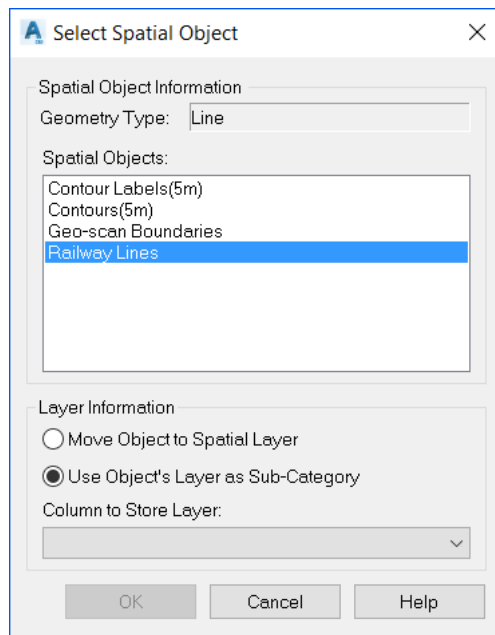 Select Spatial Object
Spatial Object Information
Geometry Type: Line
Spatial Objects:
Contour Labels(5m)
Contours(5m)
Geo-scan Boundaries
Railway Lines
Layer Information
Move Object to Spatial Layer
Use Object's Layer as Sub-Category
Column to Store Layer:
OK Cancel Help